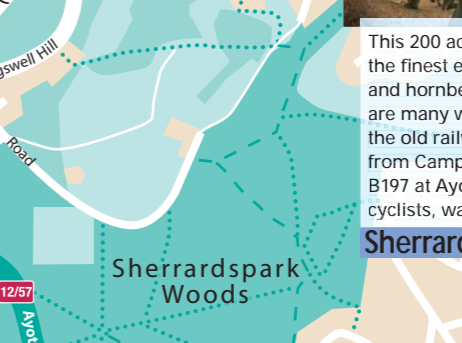 gswell Hill
Road
This 200 ac
the finest e
and hornbe
are many w
the old railw
from Camp
B197 at Ayo
cyclists, wa
Sherrard
Sherrardspark
Woods
12/57
Ayot